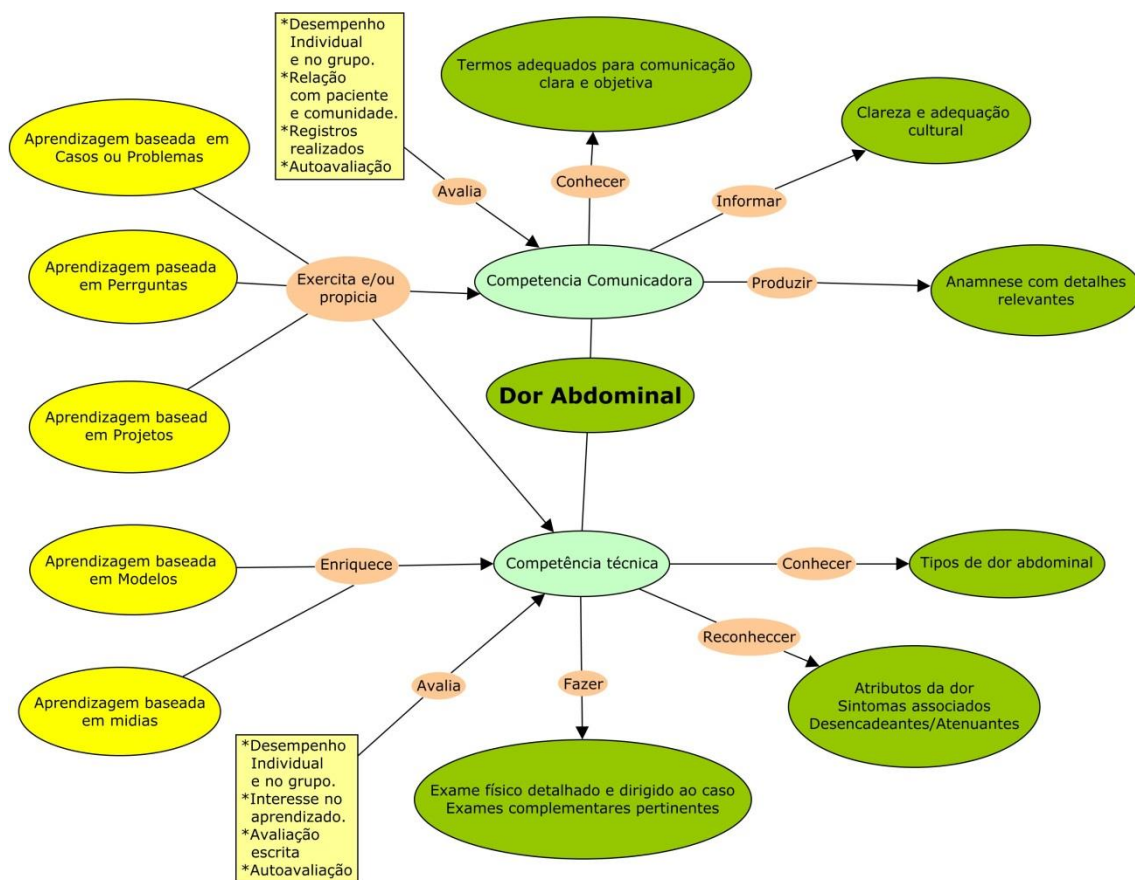 *Desempenho
Individual
e no grupo.
*Relação
com paciente
e comunidade.
*Registros
realizados
*Autoavaliação
Termos adequados para comunicação
clara e objetiva
Clareza e adequação
cultural
Aprendizagem baseada  em
Casos ou Problemas
Avalia
Conhecer
Informar
Aprendizagem paseada
em Perrguntas
Exercita e/ou
propicia
Competencia Comunicadora
Produzir
Anamnese com detalhes
relevantes
Dor Abdominal
Aprendizagem basead
em Projetos
Aprendizagem baseada
em Modelos
Enriquece
Competência técnica
Conhecer
Tipos de dor abdominal
Reconheccer
Aprendizagem baseada
em midias
Avalia
Fazer
Atributos da dor
Sintomas associados
Desencadeantes/Atenuantes
*Desempenho
Individual
e no grupo.
*Interesse no
aprendizado.
*Avaliação
escrita
*Autoavaliação
Exame físico detalhado e dirigido ao caso
Exames complementares pertinentes